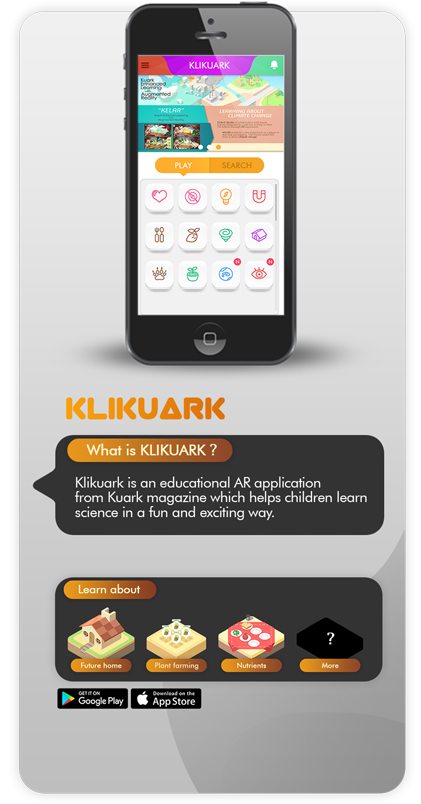 KLIKUARK
Kuark
Enhanced
Learning
with
Augmented
Reality
"KELRR"
LEARNING ABOUT
CLIMATE CHANGE
PLAY
SEARCH
KLIKUARK
What is KLIKUARK ?
Klikuark is an educational AR application
from Kuark magazine which helps children learn
science in a fun and exciting way.
Learn about
?
Future home
Plant farming
Nutrients
More
GET IT ON
Google Play
Download on the
App Store